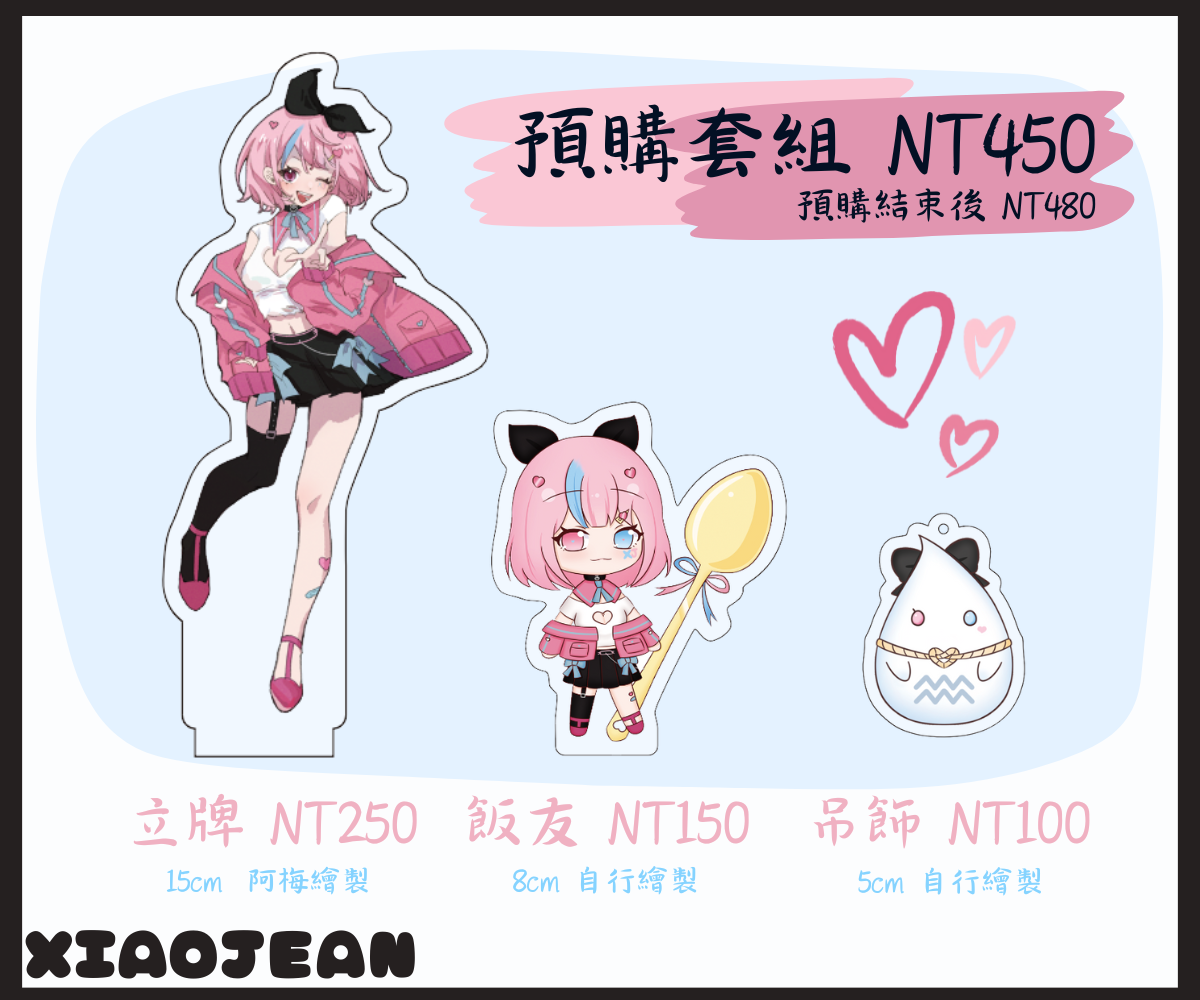 預購套組 NT450
預購結束後 NT480
立牌 NT250
15cm 阿梅繪製
飯友 NT150
8cm 自行繪製
吊飾 NT100
5cm 自行繪製
XIAOJEAN